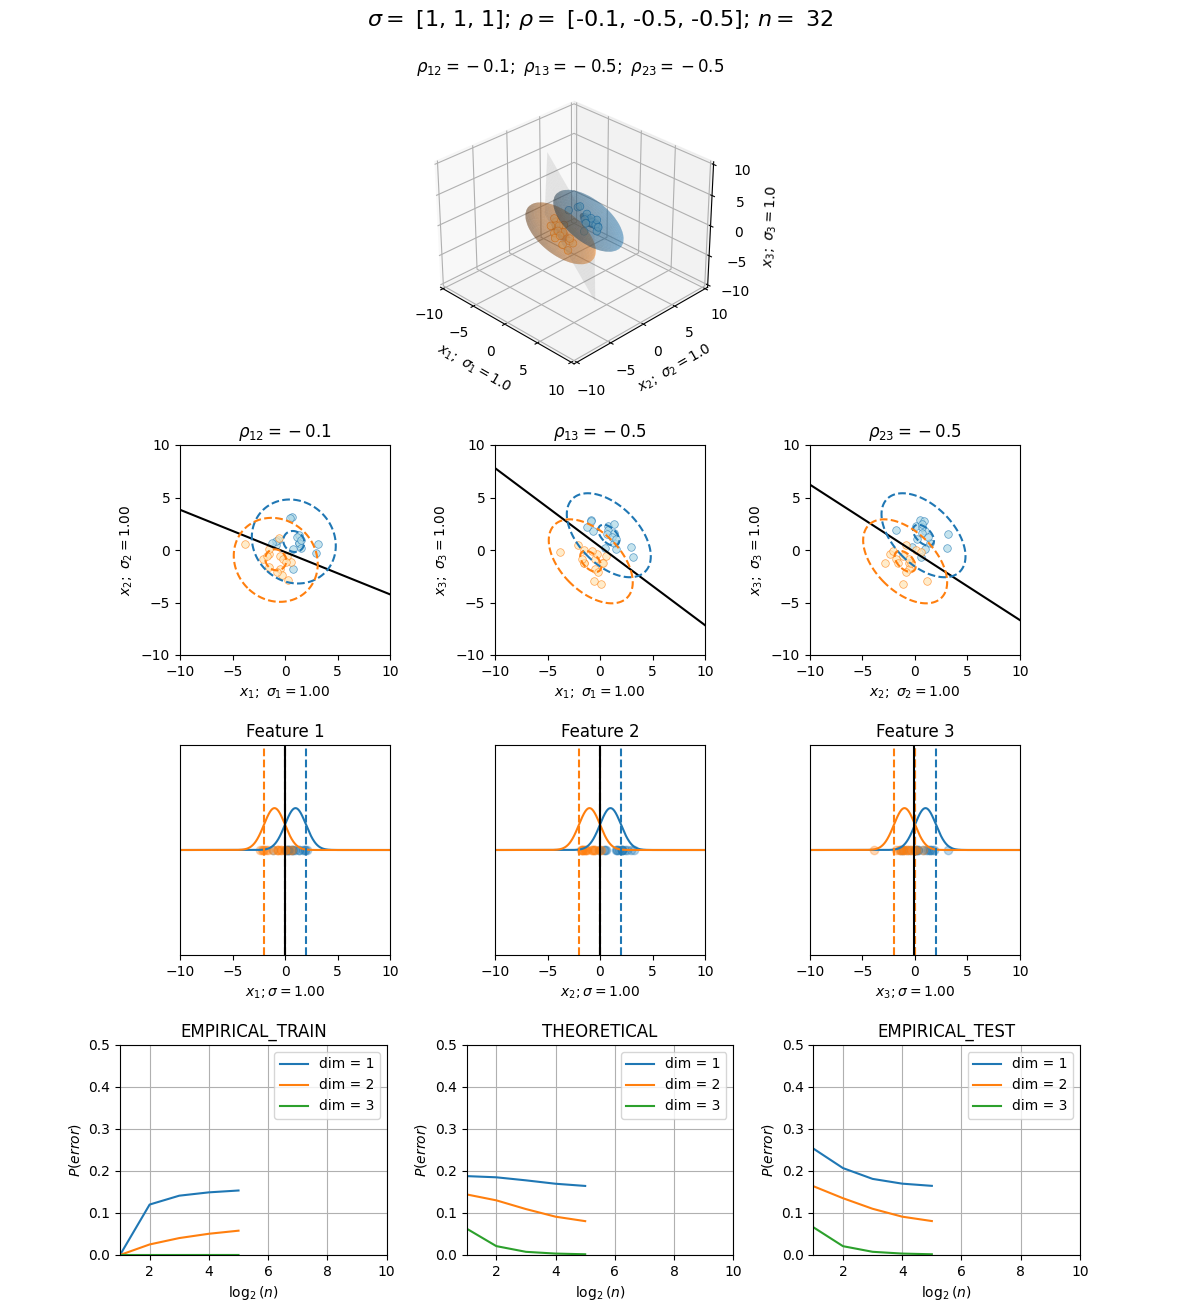 σ = [1, 1, 1]; ρ = [-0.1, -0.5, -0.5]; n = 32
ρ₁₂ = −0.1; ρ₁₃ = −0.5; ρ₂₃ = −0.5
10
5
0
−5
−10
x₃; σ₃ = 1.0
−10
−5
0
5
10
x₁; σ₁ = 1.0
−10
−5
0
5
10
x₂; σ₂ = 1.0
ρ₁₂ = −0.1
10
5
0
−5
−10
x₂; σ₂ = 1.00
−10 −5 0 5 10
x₁; σ₁ = 1.00
ρ₁₃ = −0.5
10
5
0
−5
−10
x₃; σ₃ = 1.00
−10 −5 0 5 10
x₁; σ₁ = 1.00
ρ₂₃ = −0.5
10
5
0
−5
−10
x₃; σ₃ = 1.00
−10 −5 0 5 10
x₂; σ₂ = 1.00
Feature 1
−10 −5 0 5 10
x₁; σ = 1.00
Feature 2
−10 −5 0 5 10
x₂; σ = 1.00
Feature 3
−10 −5 0 5 10
x₃; σ = 1.00
EMPIRICAL_TRAIN
0.5
0.4
0.3
0.2
0.1
0.0
P(error)
dim = 1
dim = 2
dim = 3
2 4 6 8 10
log₂(n)
THEORETICAL
0.5
0.4
0.3
0.2
0.1
0.0
P(error)
dim = 1
dim = 2
dim = 3
2 4 6 8 10
log₂(n)
EMPIRICAL_TEST
0.5
0.4
0.3
0.2
0.1
0.0
P(error)
dim = 1
dim = 2
dim = 3
2 4 6 8 10
log₂(n)